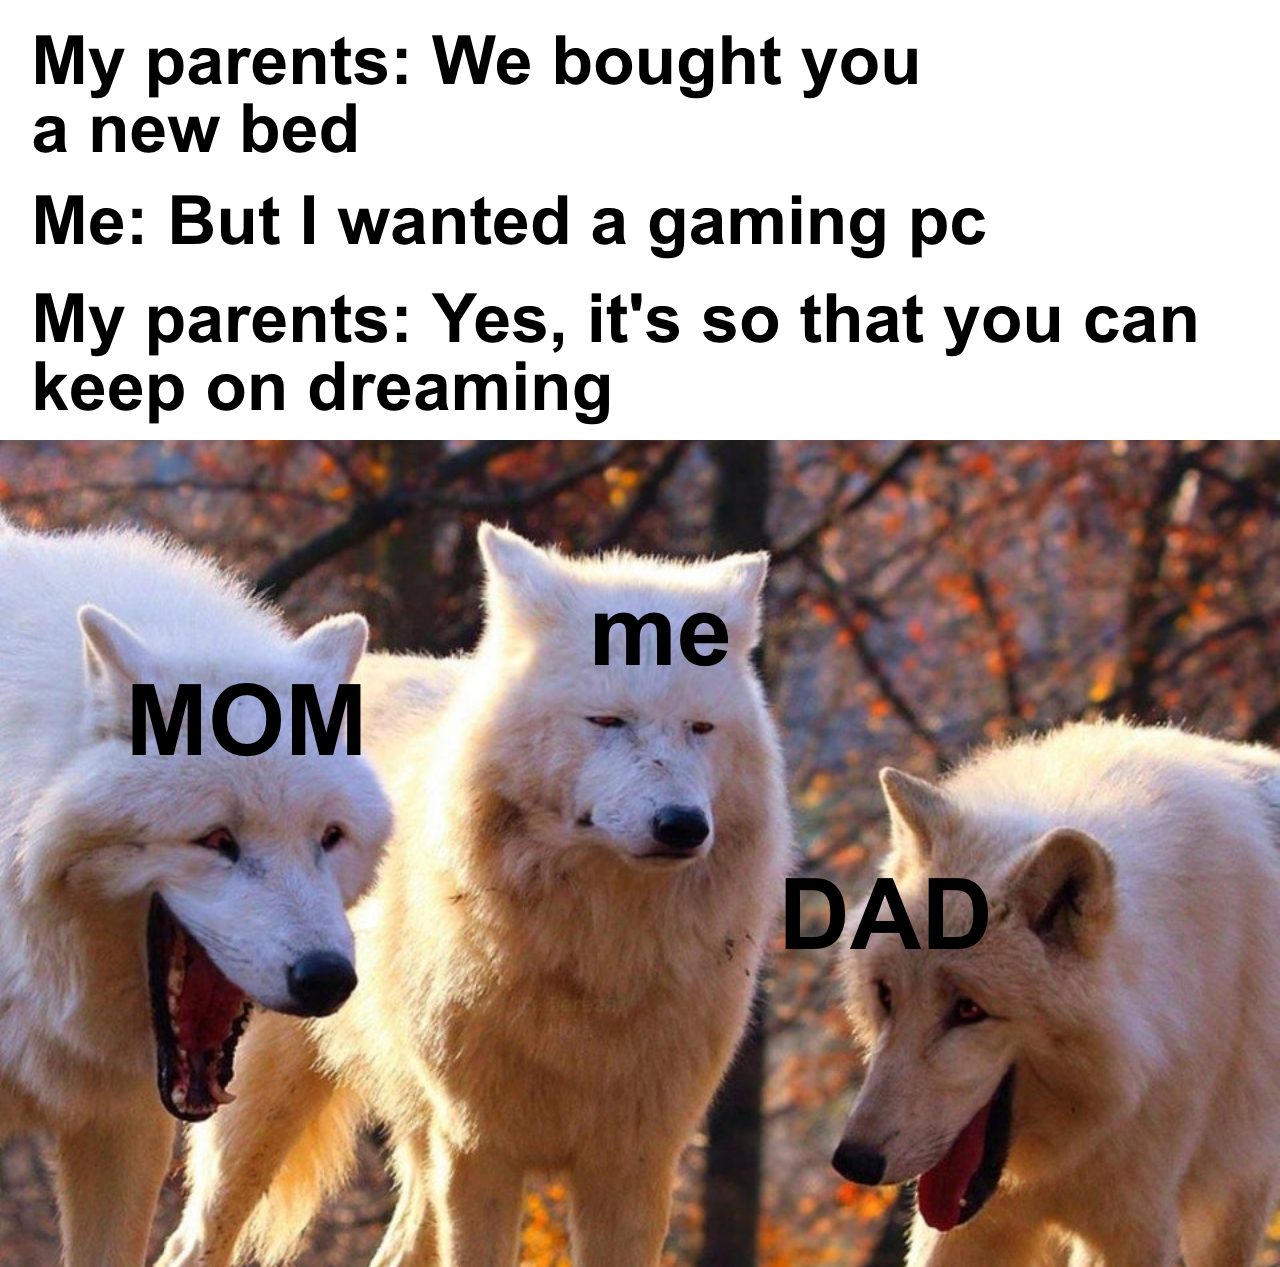 My parents: We bought you
a new bed
Me: But I wanted a gaming pc
My parents: Yes, it's so that you can
keep on dreaming
me
MOM
DAD